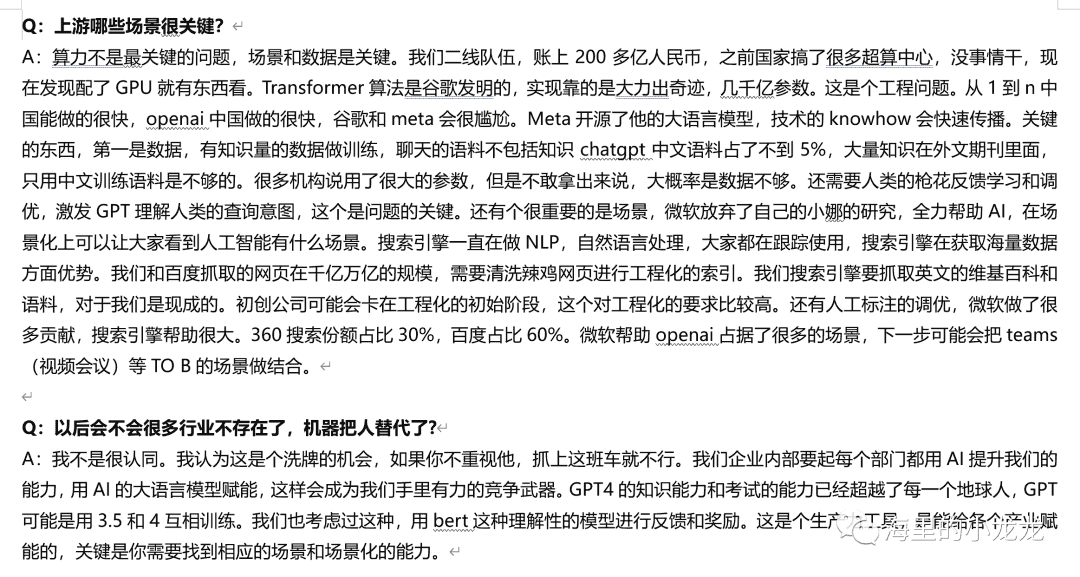 Q：上游哪些场景很关键？
A：算力不是最关键的问题，场景和数据是关键。我们二线队伍，账上 200 多亿人民币，之前国家搞了很多超算中心，没事情干，现
在发现配了 GPU 就有东西看。Transformer 算法是谷歌发明的，实现靠的是大力出奇迹，几千亿参数。这是个工程问题。从 1 到 n 中
国能做的很快，openai 中国做的很快，谷歌和 meta 会很尴尬。Meta 开源了他的大语言模型，技术的 knowhow 会快速传播。关键
的东西，第一是数据，有知识量的数据做训练，聊天的语料不包括知识 chatgpt 中文语料占了不到 5%，大量知识在外文期刊里面，
只用中文训练语料是不够的。很多机构说用了很大的参数，但是不敢拿出来说，大概率是数据不够。还需要人类的枪花反馈学习和调
优，激发 GPT 理解人类的查询意图，这个是问题的关键。还有个很重要的是场景，微软放弃了自己的小娜的研究，全力帮助 AI，在场
景化上可以让大家看到人工智能有什么场景。搜索引擎一直在做 NLP，自然语言处理，大家都在跟踪使用，搜索引擎在获取海量数据
方面优势。我们和百度抓取的网页在千亿万亿的规模，需要清洗辣鸡网页进行工程化的索引。我们搜索引擎要抓取英文的维基百科和
语料，对于我们是现成的。初创公司可能会卡在工程化的初始阶段，这个对工程化的要求比较高。还有人工标注的调优，微软做了很
多贡献，搜索引擎帮助很大。360 搜索份额占比 30%，百度占比 60%。微软帮助 openai 占据了很多的场景，下一步可能会把 teams
（视频会议）等 TO B 的场景做结合。
Q：以后会不会很多行业不存在了，机器把人替代了?
A：我不是很认同。我认为这是个洗牌的机会，如果你不重视他，抓上这班车就不行。我们企业内部要起每个部门都用 AI 提升我们的
能力，用 AI 的大语言模型赋能，这样会成为我们手里有力的竞争武器。GPT4 的知识能力和考试的能力已经超越了每一个地球人，GPT
可能是用 3.5 和 4 互相训练。我们也考虑过这种，用 bert 这种理解性的模型进行反馈和奖励。这是个生产力工具，是能给各个产业赋
能的，关键是你需要找到相应的场景和场景化的能力。
海里的小龙龙